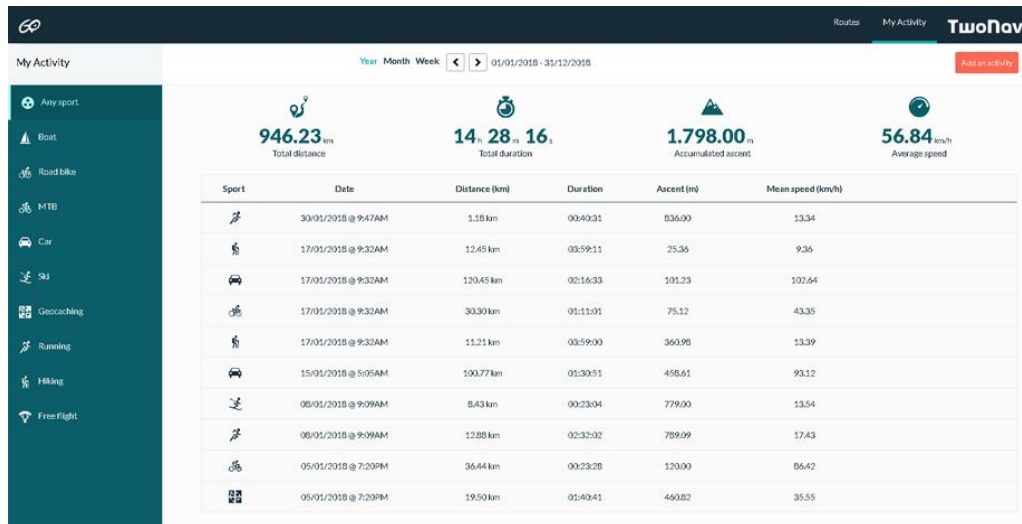 GO
Routes
My Activity
TwoNav
My Activity
Year Month Week 01/01/2018 - 31/12/2018
Add an activity
Any sport
Boat
Road bike
MTB
Car
Ski
Geocaching
Running
Hiking
Free flight
946.23 km
Total distance
14 h 28 m 16 s
Total duration
1.798.00 m
Accumulated ascent
56.84 km/h
Average speed
Sport Date Distance (km) Duration Ascent (m) Mean speed (km/h)
30/01/2018 @ 9:47AM 1.18 km 00:40:31 836.00 13.34
17/01/2018 @ 9:32AM 12.45 km 03:59:11 25.36 9.36
17/01/2018 @ 9:32AM 120.45 km 02:16:33 101.23 102.64
17/01/2018 @ 9:32AM 30.30 km 01:11:01 75.12 43.35
17/01/2018 @ 9:32AM 11.21 km 03:59:00 360.98 13.39
15/01/2018 @ 5:05AM 100.77 km 01:30:51 458.61 93.12
08/01/2018 @ 9:09AM 8.43 km 00:23:04 779.00 13.54
08/01/2018 @ 9:09AM 12.88 km 02:32:02 789.09 17.43
05/01/2018 @ 7:20PM 36.44 km 00:23:28 120.00 86.42
05/01/2018 @ 7:20PM 19.50 km 01:40:41 460.82 35.55